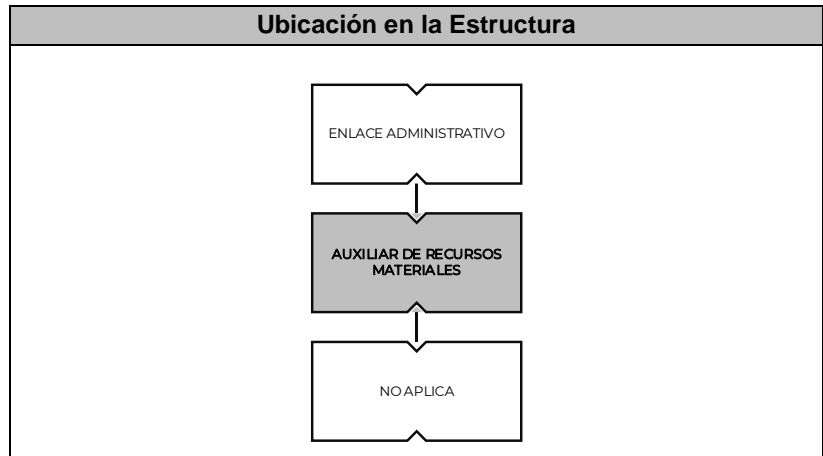 Ubicación en la Estructura
ENLACE ADMINISTRATIVO
AUXILIAR DE RECURSOS
MATERIALES
NO APLICA